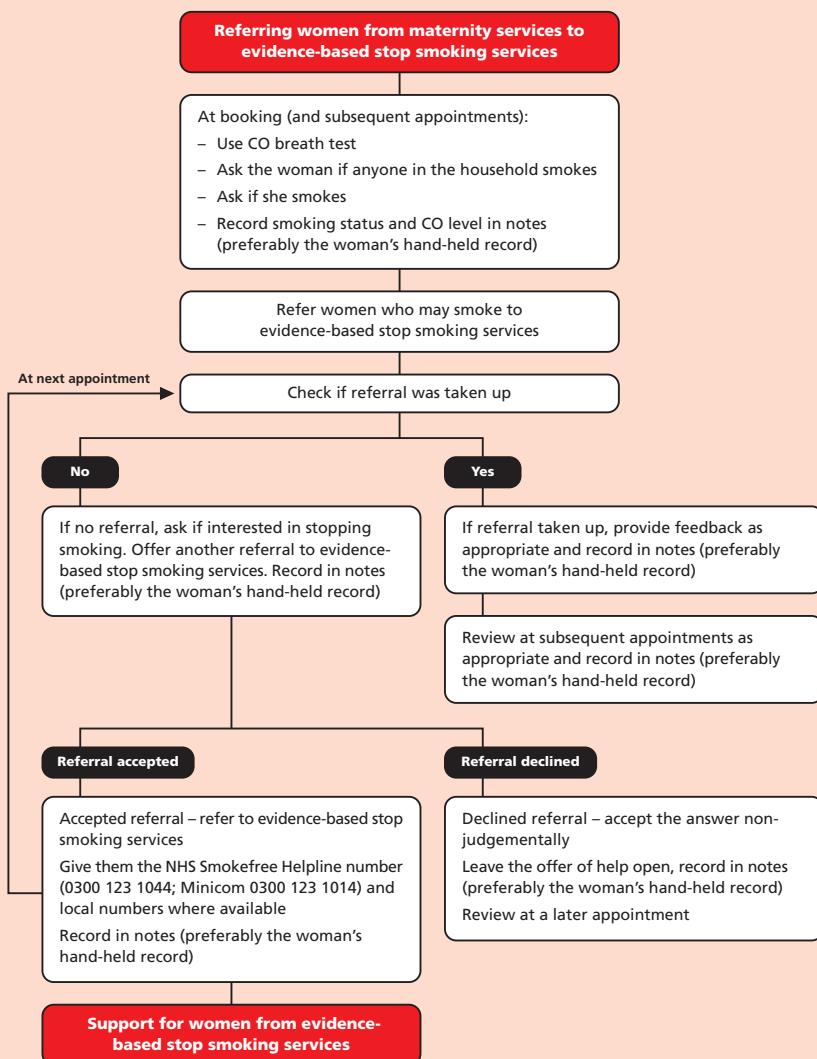 Referring women from maternity services to
evidence-based stop smoking services
At booking (and subsequent appointments):
– Use CO breath test
– Ask the woman if anyone in the household smokes
– Ask if she smokes
– Record smoking status and CO level in notes
(preferably the woman's hand-held record)
Refer women who may smoke to
evidence-based stop smoking services
At next appointment
Check if referral was taken up
No
If no referral, ask if interested in stopping
smoking. Offer another referral to evidence-
based stop smoking services. Record in notes
(preferably the woman's hand-held record)
Yes
If referral taken up, provide feedback as
appropriate and record in notes (preferably
the woman's hand-held record)
Review at subsequent appointments as
appropriate and record in notes (preferably
the woman's hand-held record)
Referral accepted
Accepted referral – refer to evidence-based stop
smoking services
Give them the NHS Smokefree Helpline number
(0300 123 1044; Minicom 0300 123 1014) and
local numbers where available
Record in notes (preferably the woman's
hand-held record)
Referral declined
Declined referral – accept the answer non-
judgementally
Leave the offer of help open, record in notes
(preferably the woman's hand-held record)
Review at a later appointment
Support for women from evidence-
based stop smoking services